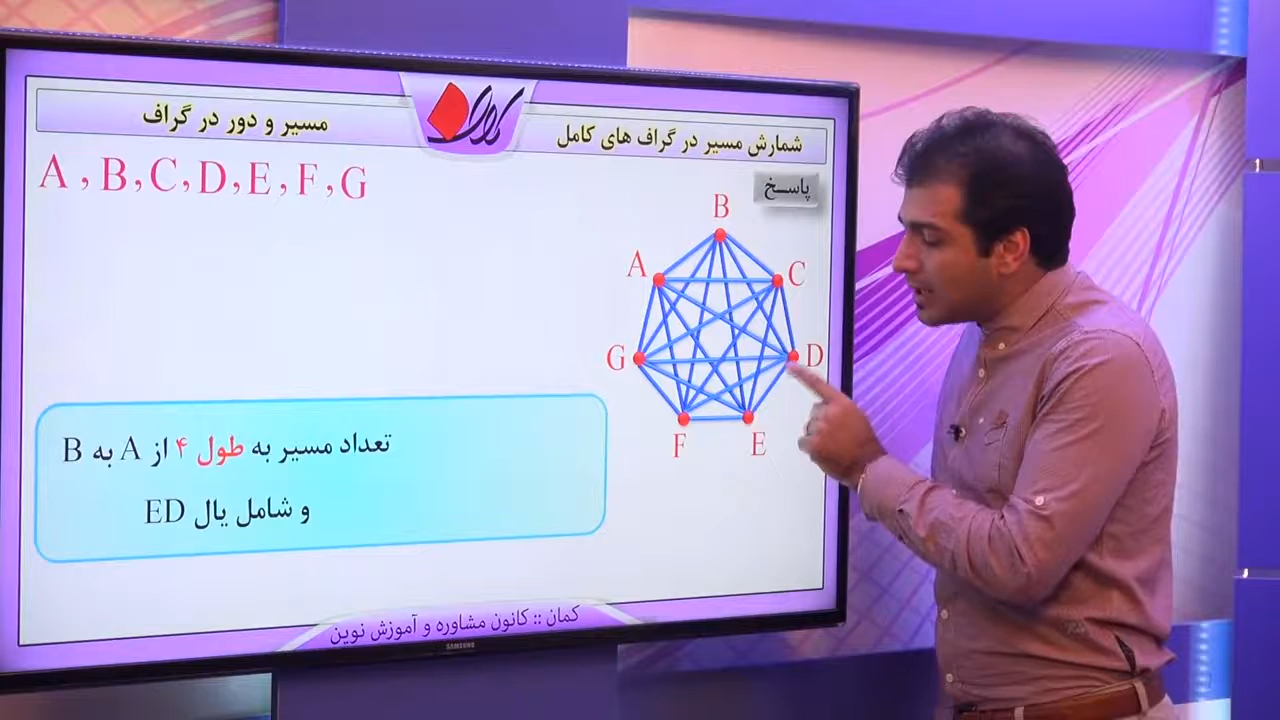 شمارش مسیر در گراف های کامل
مسیر و دور در گراف
کمان
A , B , C , D , E , F , G
پاسخ
B
A
C
G
D
F
E
تعداد مسیر به طول ۴ از A به B
و شامل یال ED
کمان :: کانون مشاوره و آموزش نوین
SAMSUNG